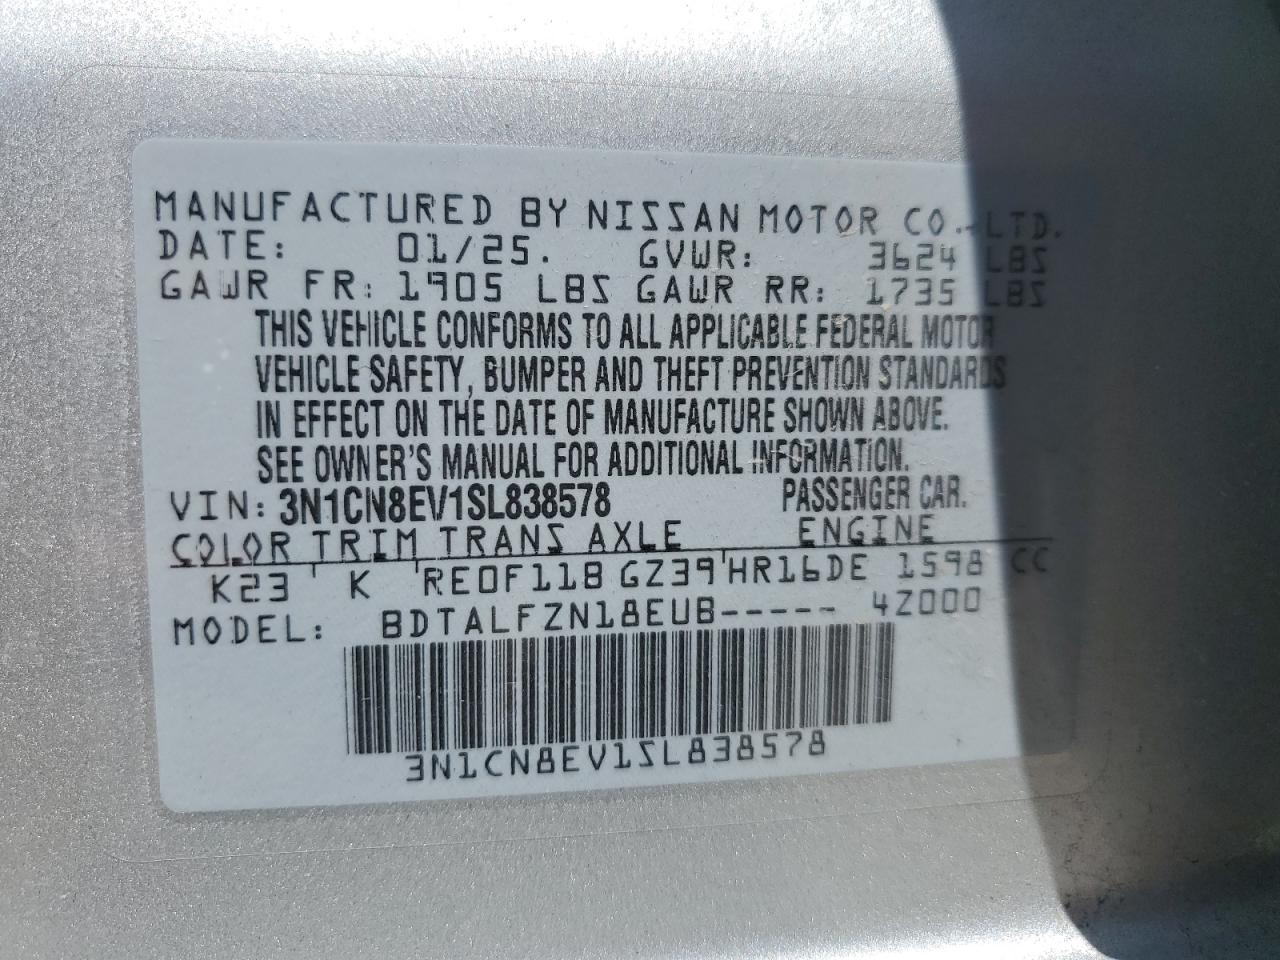 MANUFACTURED BY NISSAN MOTOR CO.,LTD.
DATE: 01/25. GVWR: 3624 LBS
GAWR FR: 1905 LBS GAWR RR: 1735 LBS
THIS VEHICLE CONFORMS TO ALL APPLICABLE FEDERAL MOTOR
VEHICLE SAFETY, BUMPER AND THEFT PREVENTION STANDARDS
IN EFFECT ON THE DATE OF MANUFACTURE SHOWN ABOVE.
SEE OWNER'S MANUAL FOR ADDITIONAL INFORMATION.
VIN: 3N1CN8EV1SL838578 PASSENGER CAR.
COLOR TRIM TRANS AXLE ENGINE
K23 K RE0F11B GZ39 HR16DE 1598 CC
MODEL: BDTALFZN18EUB----- 4Z000
3N1CN8EV1SL838578